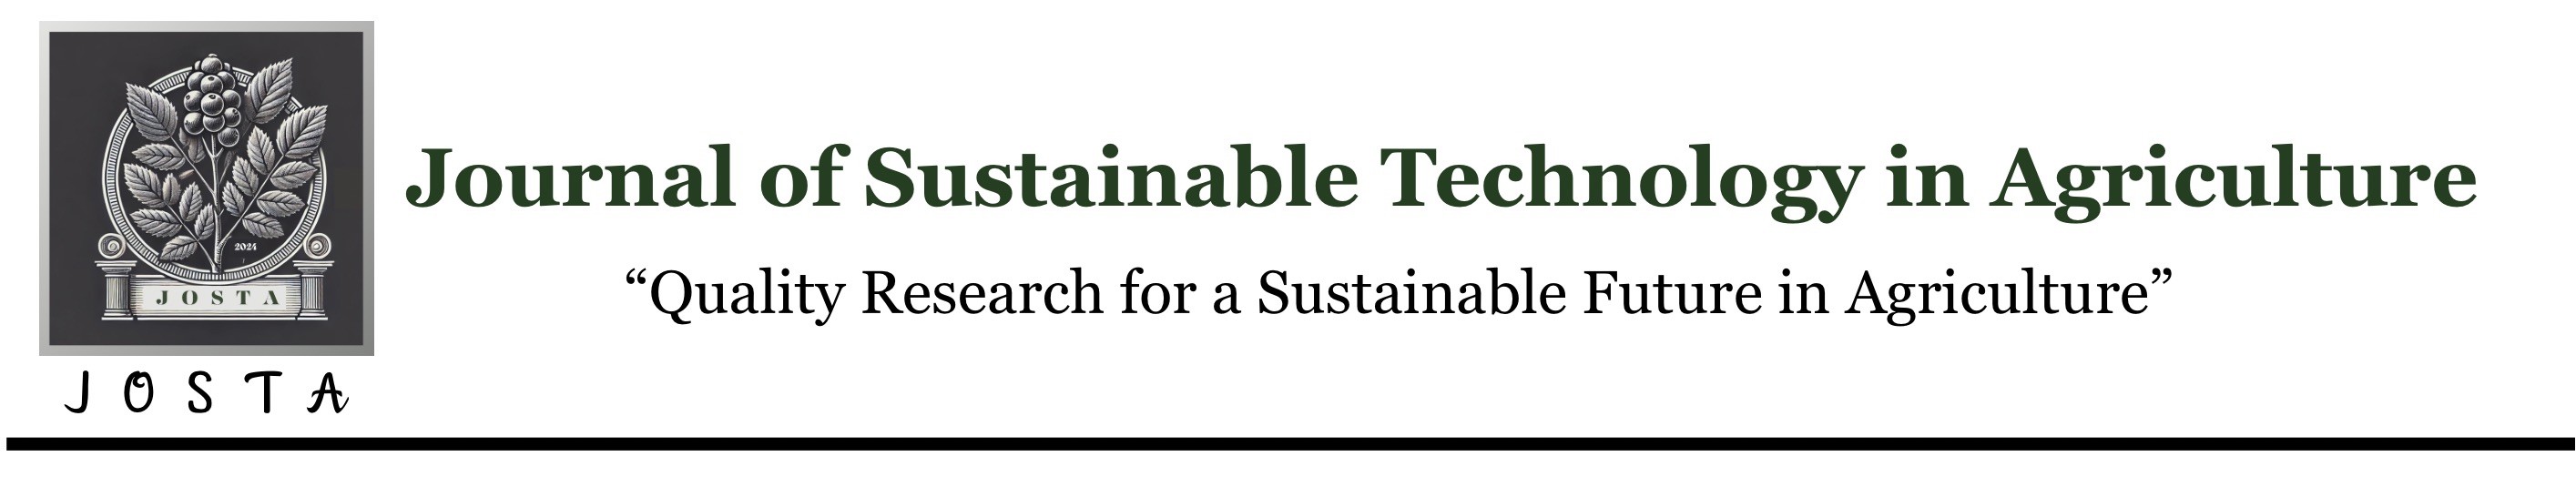 2024
JOSTA
JOSTA
Journal of Sustainable Technology in Agriculture
“Quality Research for a Sustainable Future in Agriculture”